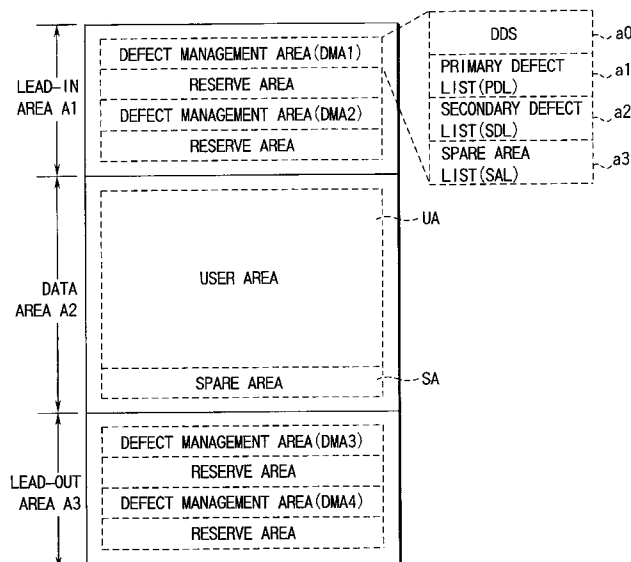 LEAD-IN
AREA A1
DEFECT MANAGEMENT AREA(DMA1)
RESERVE AREA
DEFECT MANAGEMENT AREA(DMA2)
RESERVE AREA
DDS
a0
PRIMARY DEFECT
LIST(PDL)
a1
SECONDARY DEFECT
LIST(SDL)
a2
SPARE AREA
LIST(SAL)
a3
DATA
AREA A2
USER AREA
UA
SPARE AREA
SA
LEAD-OUT
AREA A3
DEFECT MANAGEMENT AREA(DMA3)
RESERVE AREA
DEFECT MANAGEMENT AREA(DMA4)
RESERVE AREA